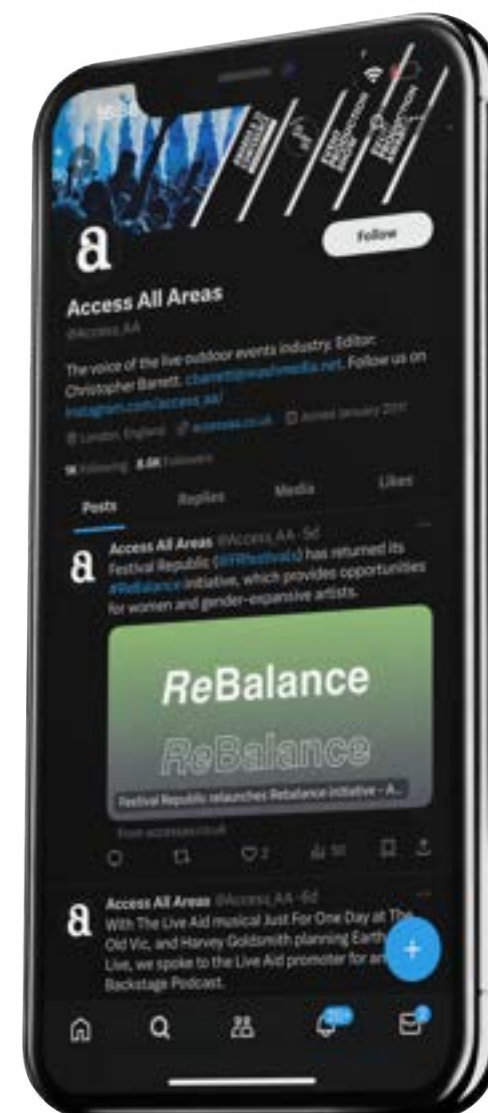 a
Follow
Access All Areas
@Access_AA
The voice of the live outdoor events industry. Editor:
Christopher Barrett. cbarrett@mashmedia.net. Follow us on
instagram.com/access_aa/
London, England accessaa.co.uk Joined January 2011
1K Following 8.6K Followers
Posts Replies Media Likes
a
Access All Areas @Access_AA · 5d
Festival Republic (@FRfestivals) has returned its
#ReBalance initiative, which provides opportunities
for women and gender-expansive artists.
ReBalance
ReBalance
Festival Republic relaunches Rebalance initiative - A...
From accessaa.co.uk
2
a
Access All Areas @Access_AA · 6d
With The Live Aid musical Just For One Day at The
Old Vic, and Harvey Goldsmith planning Earth
Live, we spoke to the Live Aid promoter for an
Backstage Podcast.